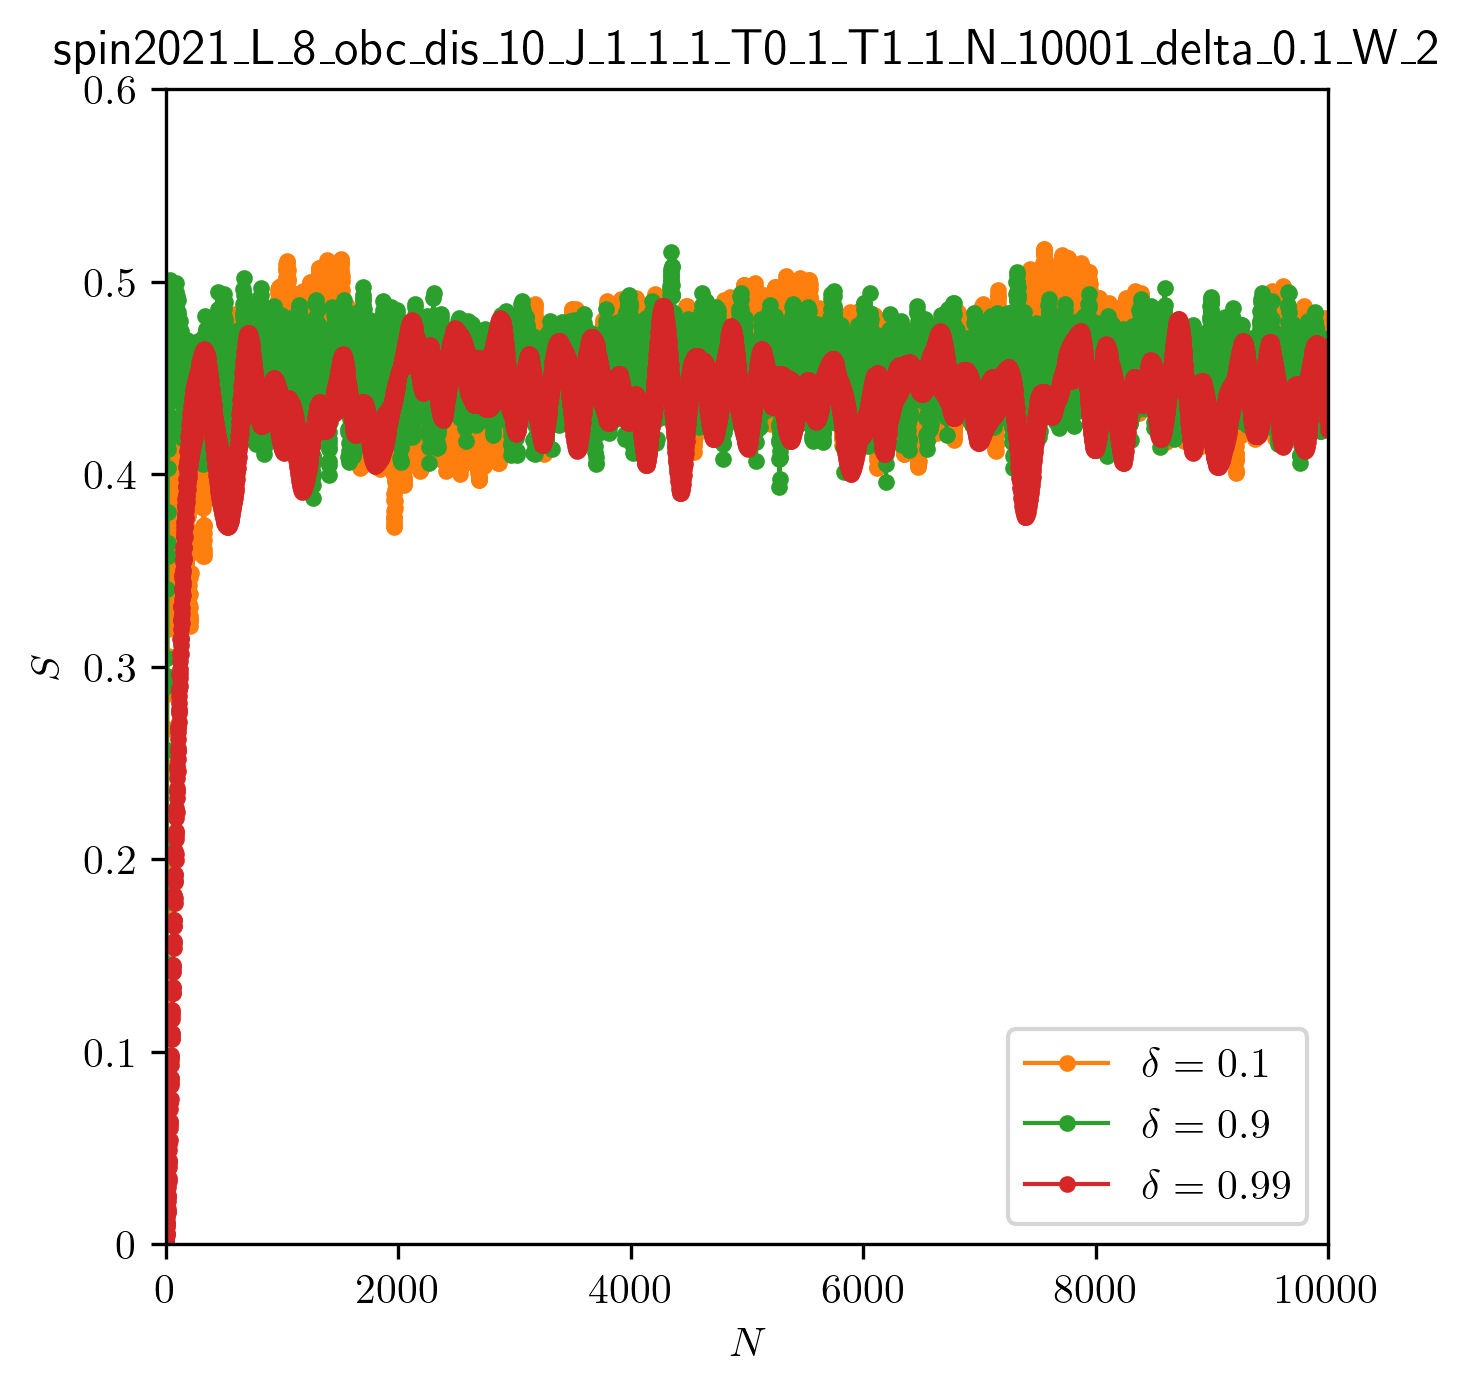 spin2021_L_8_obc_dis_10_J_1_1_1_T0_1_T1_1_N_10001_delta_0.1_W_2
0.6
0.5
0.4
0.3
0.2
0.1
0
S
0 2000 4000 6000 8000 10000
N
δ = 0.1
δ = 0.9
δ = 0.99